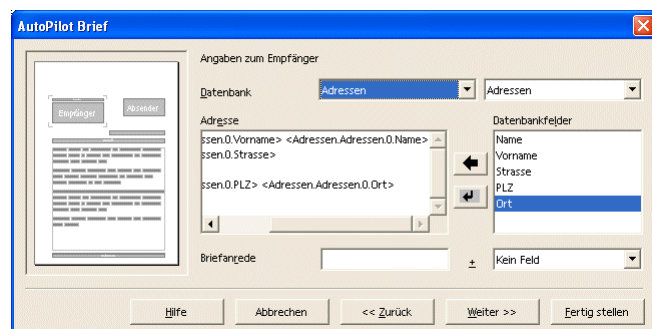 AutoPilot Brief
Angaben zum Empfänger
Datenbank Adressen Adressen
Adresse Datenbankfelder
ssen.0.Vorname> <Adressen.Adressen.0.Name>
ssen.0.Strasse>
ssen.0.PLZ> <Adressen.Adressen.0.Ort>
Name
Vorname
Strasse
PLZ
Ort
Empfänger
Absender
Briefanrede ± Kein Feld
Hilfe Abbrechen << Zurück Weiter >> Fertig stellen